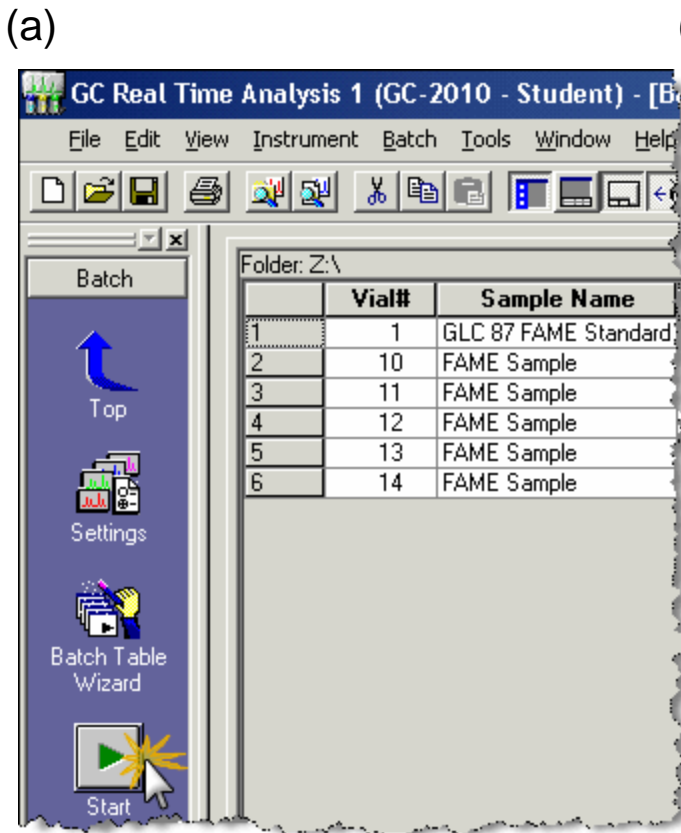 (a)
GC Real Time Analysis 1 (GC-2010 - Student) - [Ba
File Edit View Instrument Batch Tools Window Help
Batch
Top
Settings
Batch Table
Wizard
Start
Folder: Z:\
Vial# Sample Name
1 1 GLC 87 FAME Standard
2 10 FAME Sample
3 11 FAME Sample
4 12 FAME Sample
5 13 FAME Sample
6 14 FAME Sample